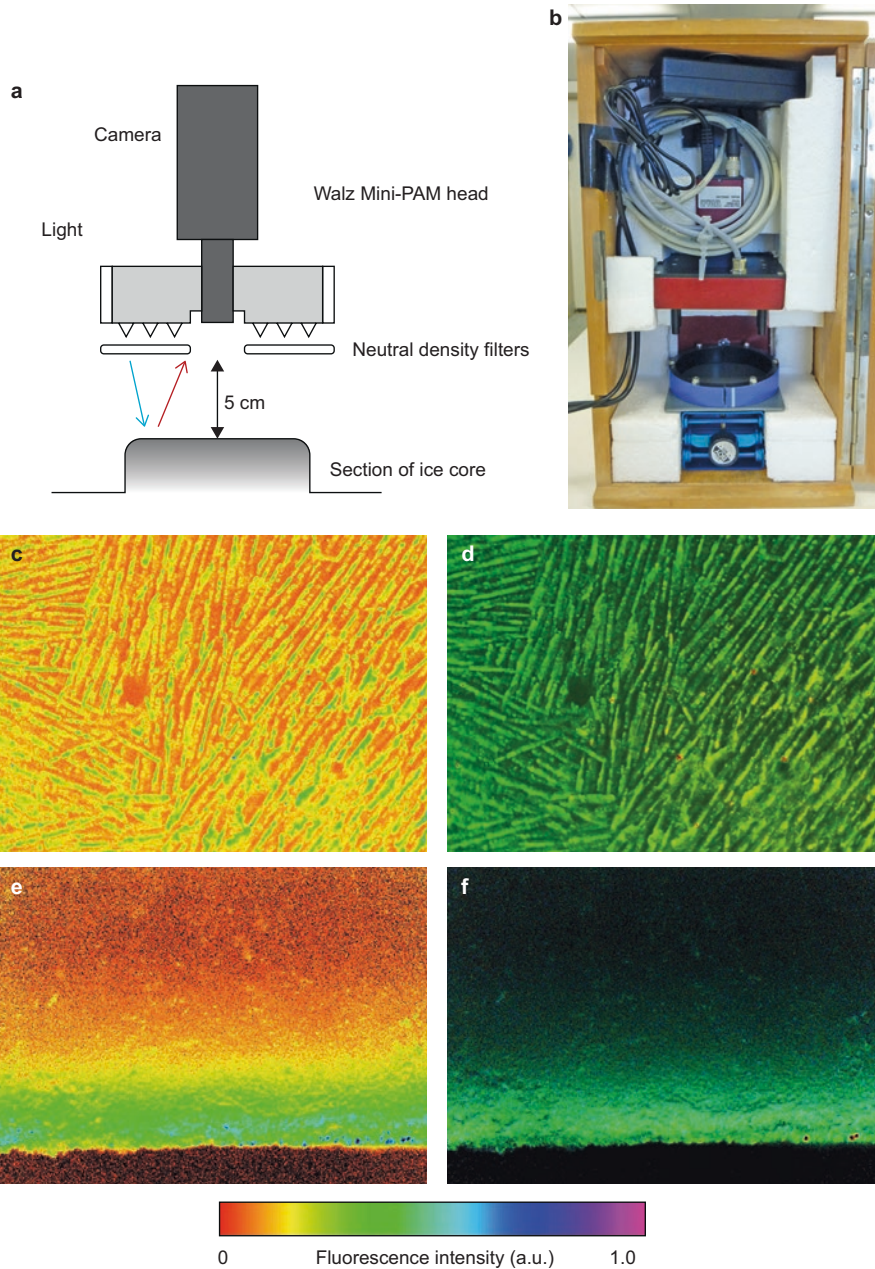 a
Camera
Walz Mini-PAM head
Light
Neutral density filters
5 cm
Section of ice core
b
c
d
e
f
0 Fluorescence intensity (a.u.) 1.0